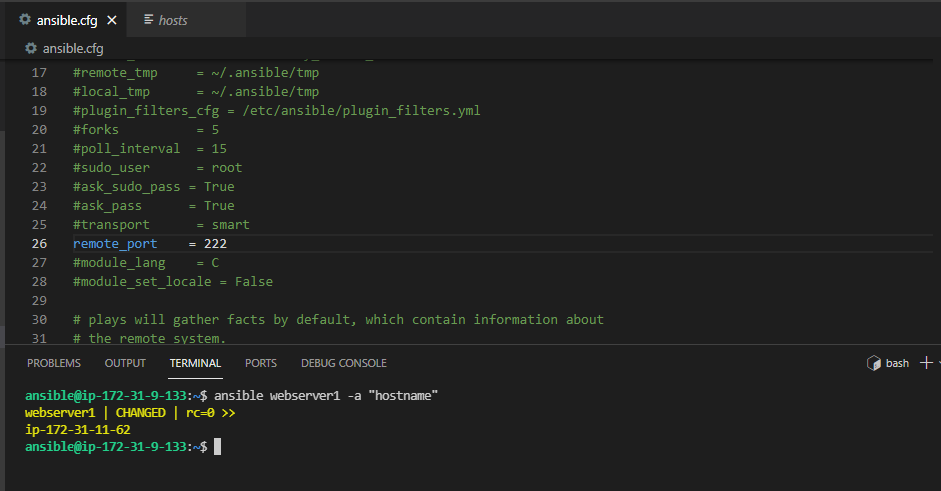 ansible.cfg × hosts
ansible.cfg
17 #remote_tmp = ~/.ansible/tmp
18 #local_tmp = ~/.ansible/tmp
19 #plugin_filters_cfg = /etc/ansible/plugin_filters.yml
20 #forks = 5
21 #poll_interval = 15
22 #sudo_user = root
23 #ask_sudo_pass = True
24 #ask_pass = True
25 #transport = smart
26 remote_port = 222
27 #module_lang = C
28 #module_set_locale = False
29
30 # plays will gather facts by default, which contain information about
31 # the remote system.
PROBLEMS OUTPUT TERMINAL PORTS DEBUG CONSOLE bash +
ansible@ip-172-31-9-133:~$ ansible webserver1 -a "hostname"
webserver1 | CHANGED | rc=0 >>
ip-172-31-11-62
ansible@ip-172-31-9-133:~$